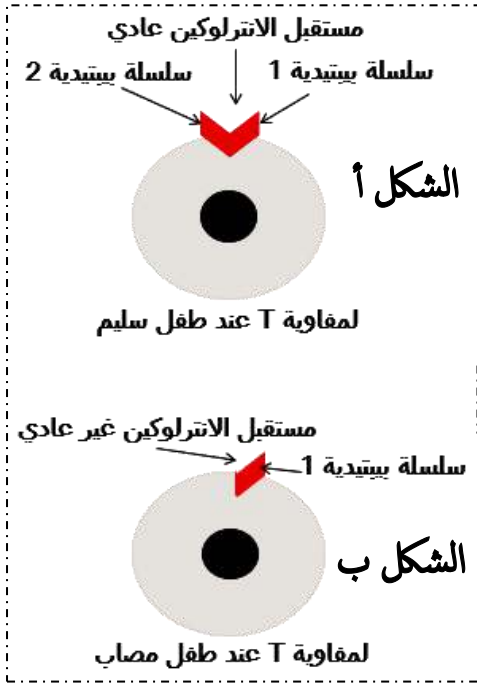 مستقبل الانترلوكين عادي
سلسلة بيبتيدية 1 سلسلة بيبتيدية 2
الشكل أ
لمفاوية T عند طفل سليم
مستقبل الانترلوكين غير عادي
سلسلة بيبتيدية 1
الشكل ب
لمفاوية T عند طفل مصاب